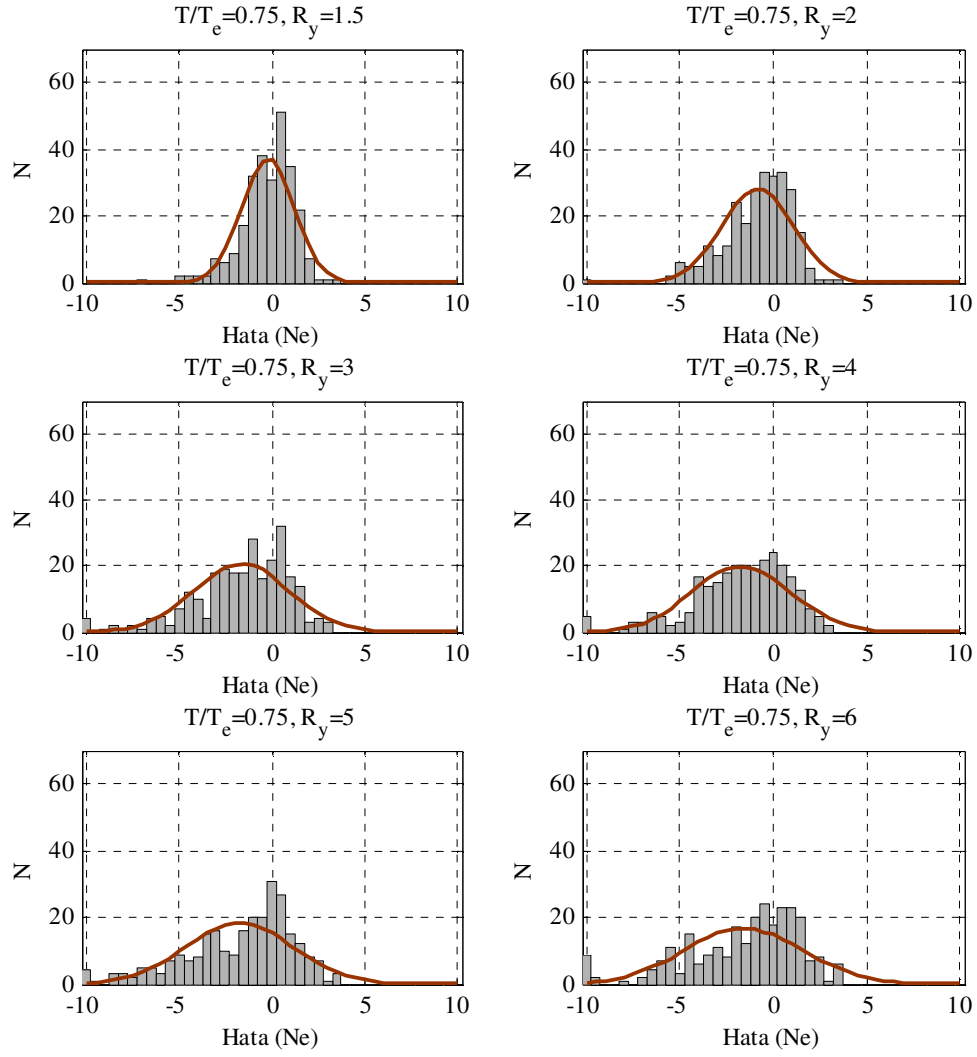 T/T_e=0.75, R_y=1.5
T/T_e=0.75, R_y=2
60
40
20
0
N
-10 -5 0 5 10
Hata (Ne)
60
40
20
0
N
-10 -5 0 5 10
Hata (Ne)
T/T_e=0.75, R_y=3
T/T_e=0.75, R_y=4
60
40
20
0
N
-10 -5 0 5 10
Hata (Ne)
60
40
20
0
N
-10 -5 0 5 10
Hata (Ne)
T/T_e=0.75, R_y=5
T/T_e=0.75, R_y=6
60
40
20
0
N
-10 -5 0 5 10
Hata (Ne)
60
40
20
0
N
-10 -5 0 5 10
Hata (Ne)